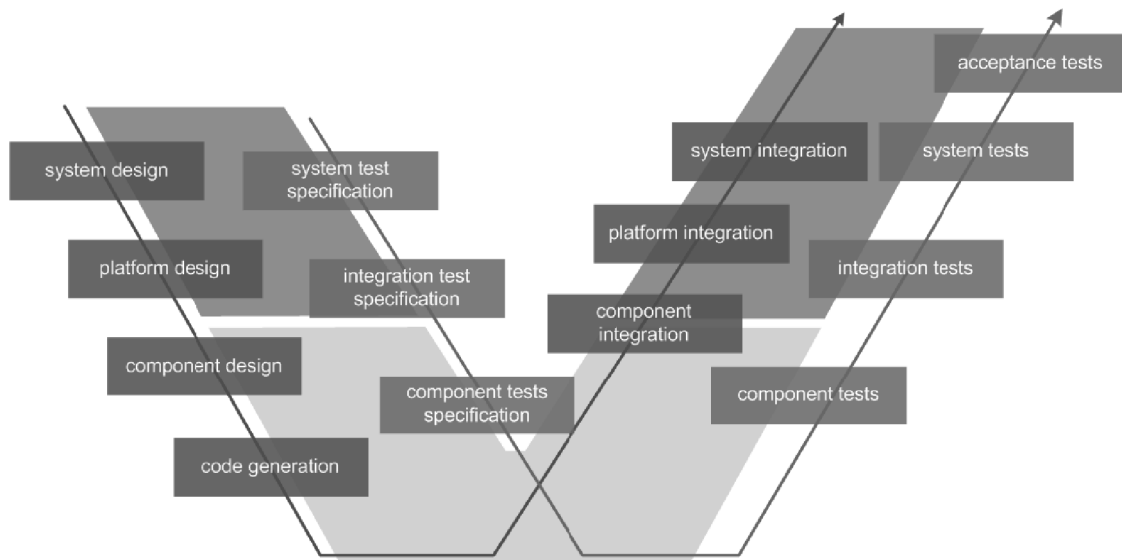 acceptance tests
system design
system test
specification
system integration
system tests
platform design
integration test
specification
platform integration
integration tests
component design
component tests
specification
component
integration
component tests
code generation